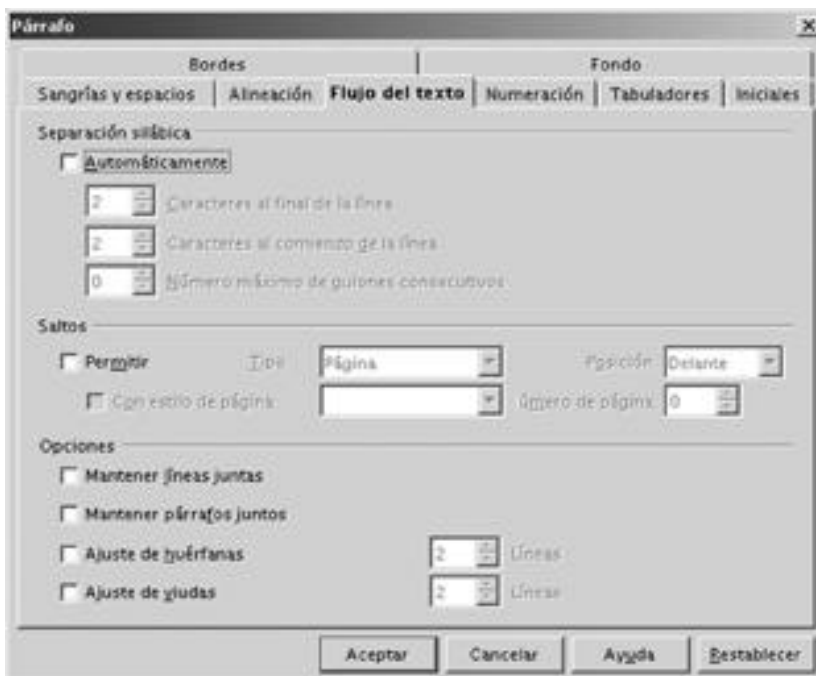 Párrafo
Bordes Fondo
Sangrías y espacios Alineación Flujo del texto Numeración Tabuladores Iniciales
Separación silábica
Automáticamente
2 Caracteres al final de la línea
2 Caracteres al comienzo de la línea
0 Número máximo de guiones consecutivos
Saltos
Permitir Tipo Página Posición Delante
Con estilo de página úmero de página 0
Opciones
Mantener líneas juntas
Mantener párrafos juntos
Ajuste de huérfanas 2 Líneas
Ajuste de viudas 2 Líneas
Aceptar Cancelar Ayuda Restablecer